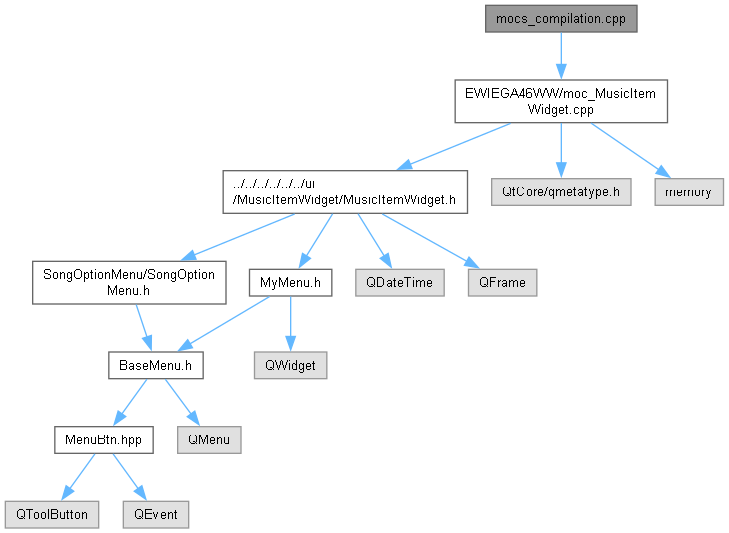 mocs_compilation.cpp
EWIEGA46WW/moc_MusicItem
Widget.cpp
../../../../../../ui
/MusicItemWidget/MusicItemWidget.h
QtCore/qmetatype.h
memory
SongOptionMenu/SongOption
Menu.h
MyMenu.h
QDateTime
QFrame
BaseMenu.h
QWidget
MenuBtn.hpp
QMenu
QToolButton
QEvent